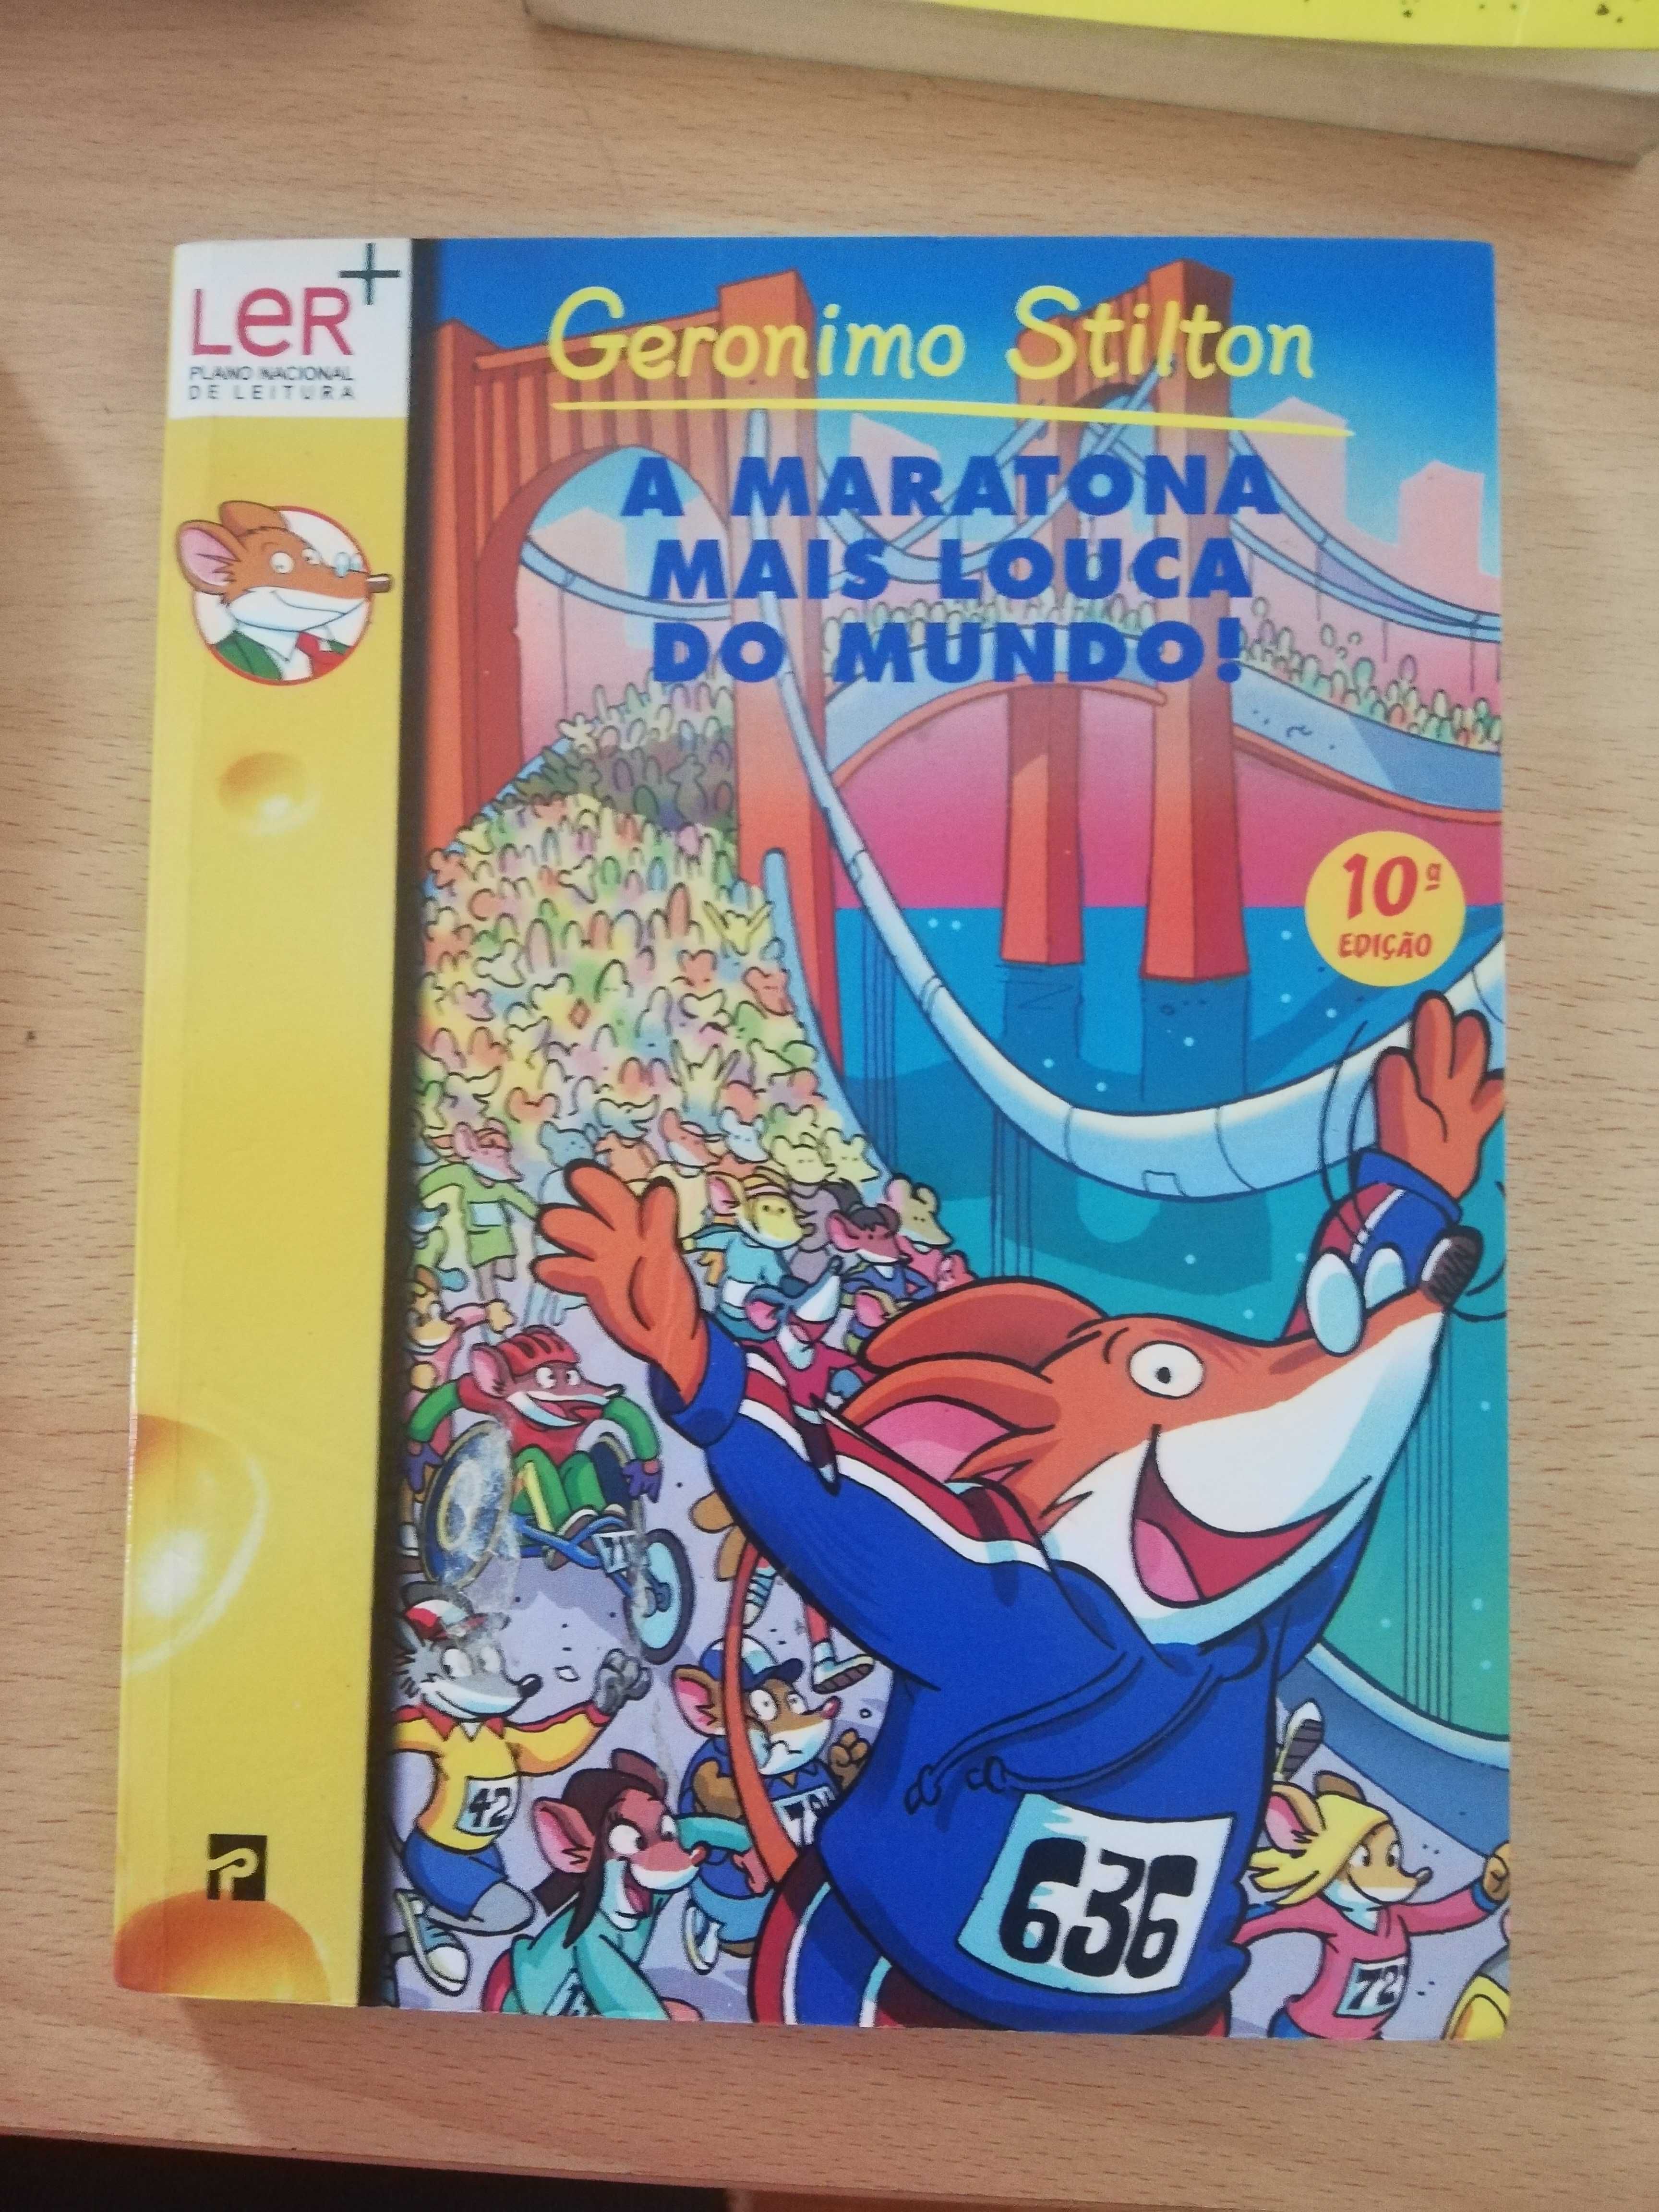 LeR+
PLANO NACIONAL
DE LEITURA
Geronimo Stilton
A MARATONA
MAIS LOUCA
DO MUNDO!
10ª
EDIÇÃO
42
636
72